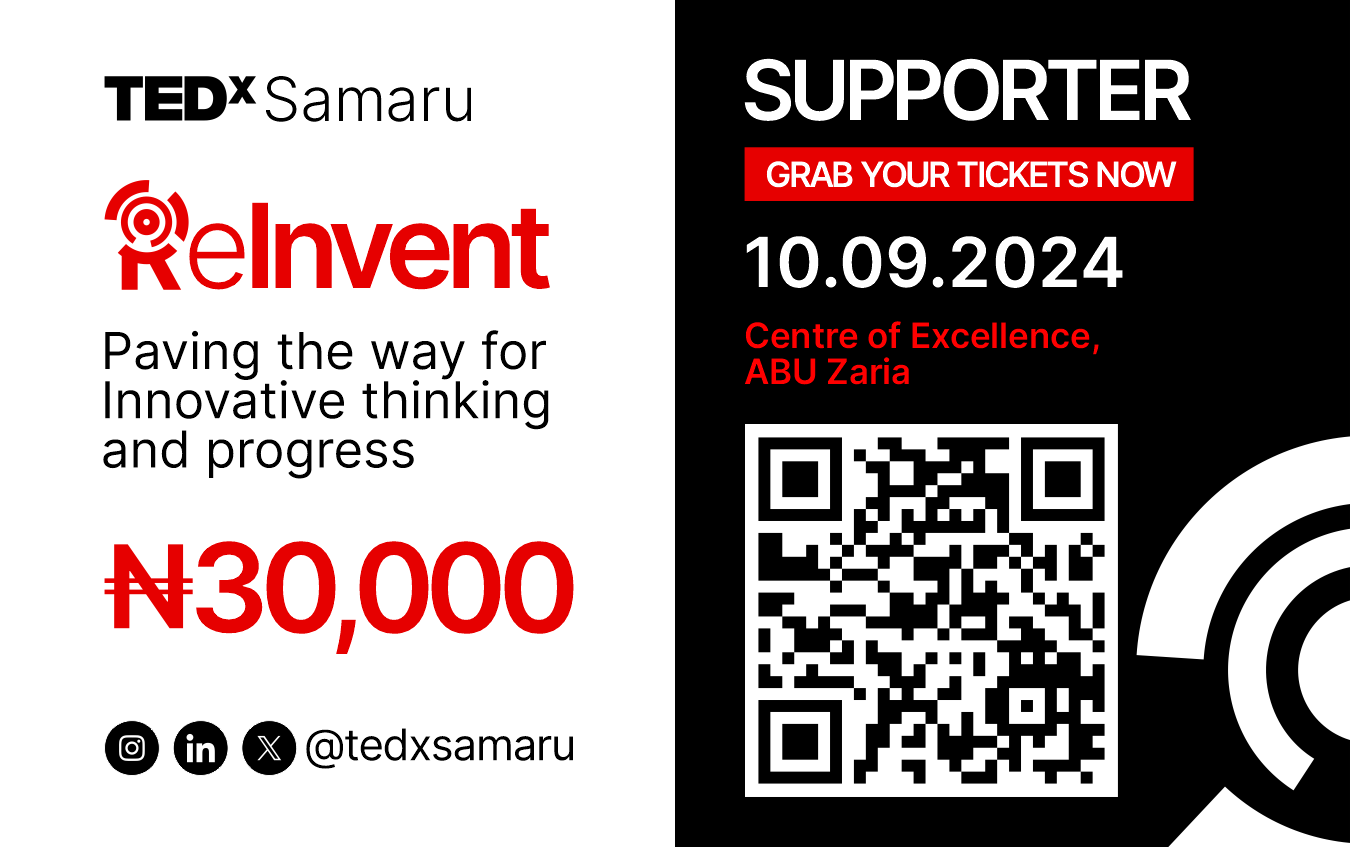 TEDx Samaru
ReInvent
Paving the way for
Innovative thinking
and progress
₦30,000
@tedxsamaru
SUPPORTER
GRAB YOUR TICKETS NOW
10.09.2024
Centre of Excellence,
ABU Zaria